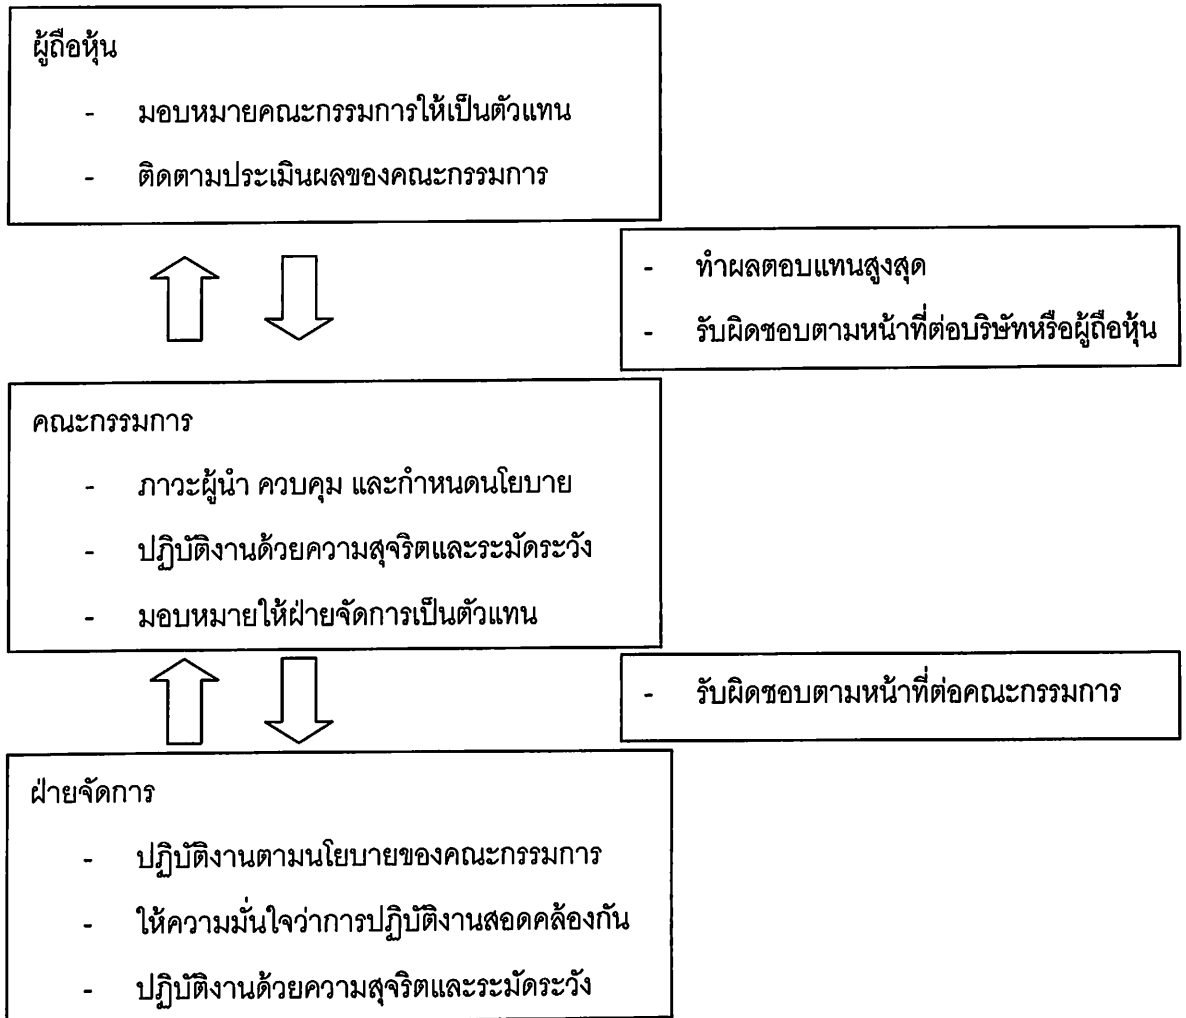 ผู้ถือหุ้น
- มอบหมายคณะกรรมการให้เป็นตัวแทน
- ติดตามประเมินผลของคณะกรรมการ
- ทำผลตอบแทนสูงสุด
- รับผิดชอบตามหน้าที่ต่อบริษัทหรือผู้ถือหุ้น
คณะกรรมการ
- ภาวะผู้นำ ควบคุม และกำหนดนโยบาย
- ปฏิบัติงานด้วยความสุจริตและระมัดระวัง
- มอบหมายให้ฝ่ายจัดการเป็นตัวแทน
- รับผิดชอบตามหน้าที่ต่อคณะกรรมการ
ฝ่ายจัดการ
- ปฏิบัติงานตามนโยบายของคณะกรรมการ
- ให้ความมั่นใจว่าการปฏิบัติงานสอดคล้องกัน
- ปฏิบัติงานด้วยความสุจริตและระมัดระวัง